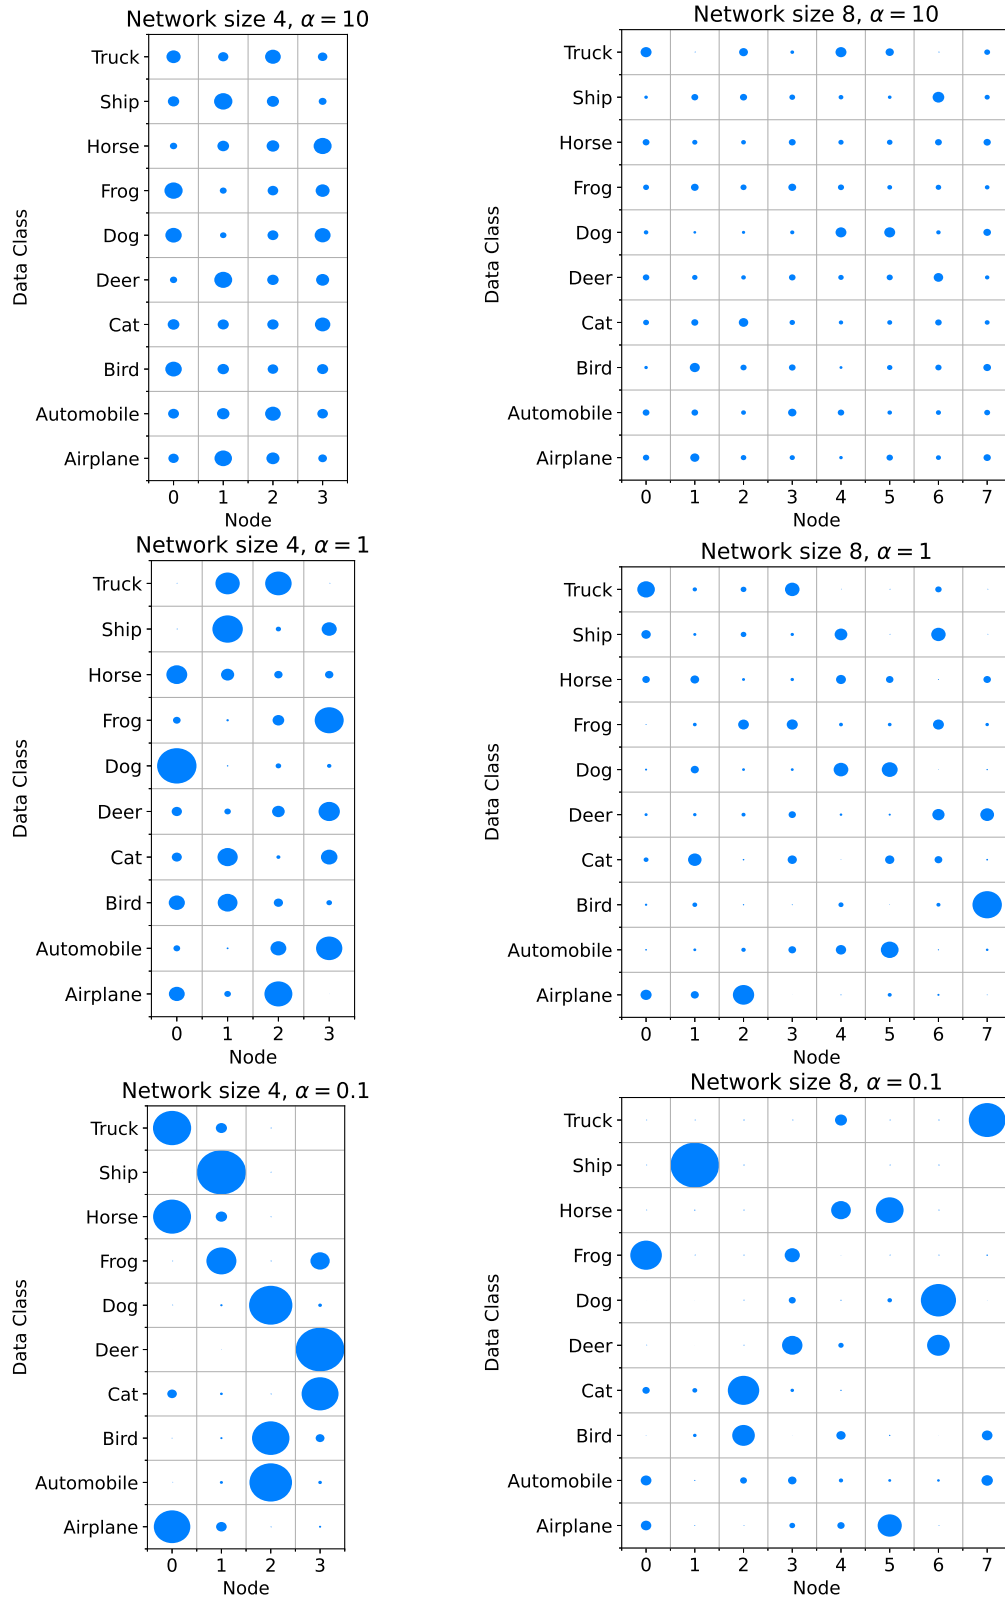 Network size 4, α = 10
Data Class
Truck
Ship
Horse
Frog
Dog
Deer
Cat
Bird
Automobile
Airplane
0 1 2 3
Node
Network size 8, α = 10
Data Class
Truck
Ship
Horse
Frog
Dog
Deer
Cat
Bird
Automobile
Airplane
0 1 2 3 4 5 6 7
Node
Network size 4, α = 1
Data Class
Truck
Ship
Horse
Frog
Dog
Deer
Cat
Bird
Automobile
Airplane
0 1 2 3
Node
Network size 8, α = 1
Data Class
Truck
Ship
Horse
Frog
Dog
Deer
Cat
Bird
Automobile
Airplane
0 1 2 3 4 5 6 7
Node
Network size 4, α = 0.1
Data Class
Truck
Ship
Horse
Frog
Dog
Deer
Cat
Bird
Automobile
Airplane
0 1 2 3
Node
Network size 8, α = 0.1
Data Class
Truck
Ship
Horse
Frog
Dog
Deer
Cat
Bird
Automobile
Airplane
0 1 2 3 4 5 6 7
Node